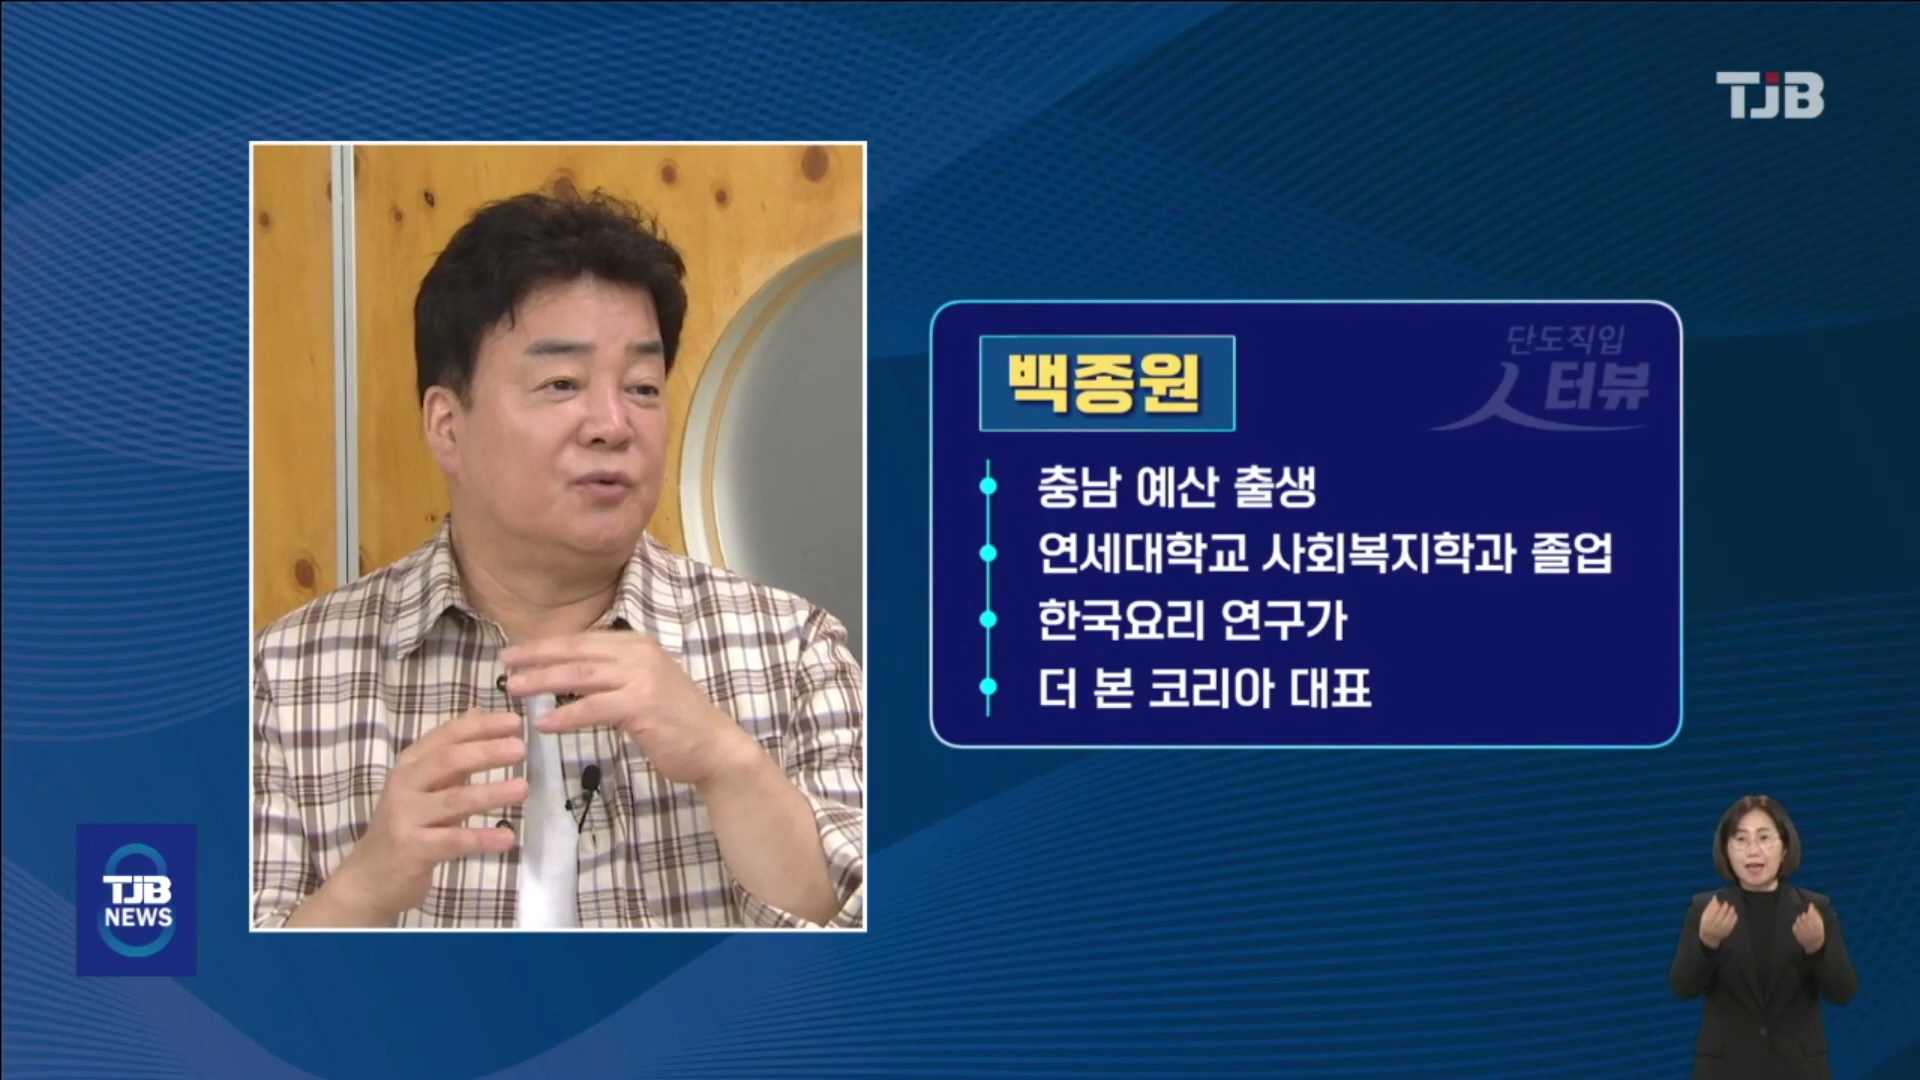 TJB
단도직입
人터뷰
백종원
충남 예산 출생
연세대학교 사회복지학과 졸업
한국요리 연구가
더 본 코리아 대표
8
TJB
NEWS